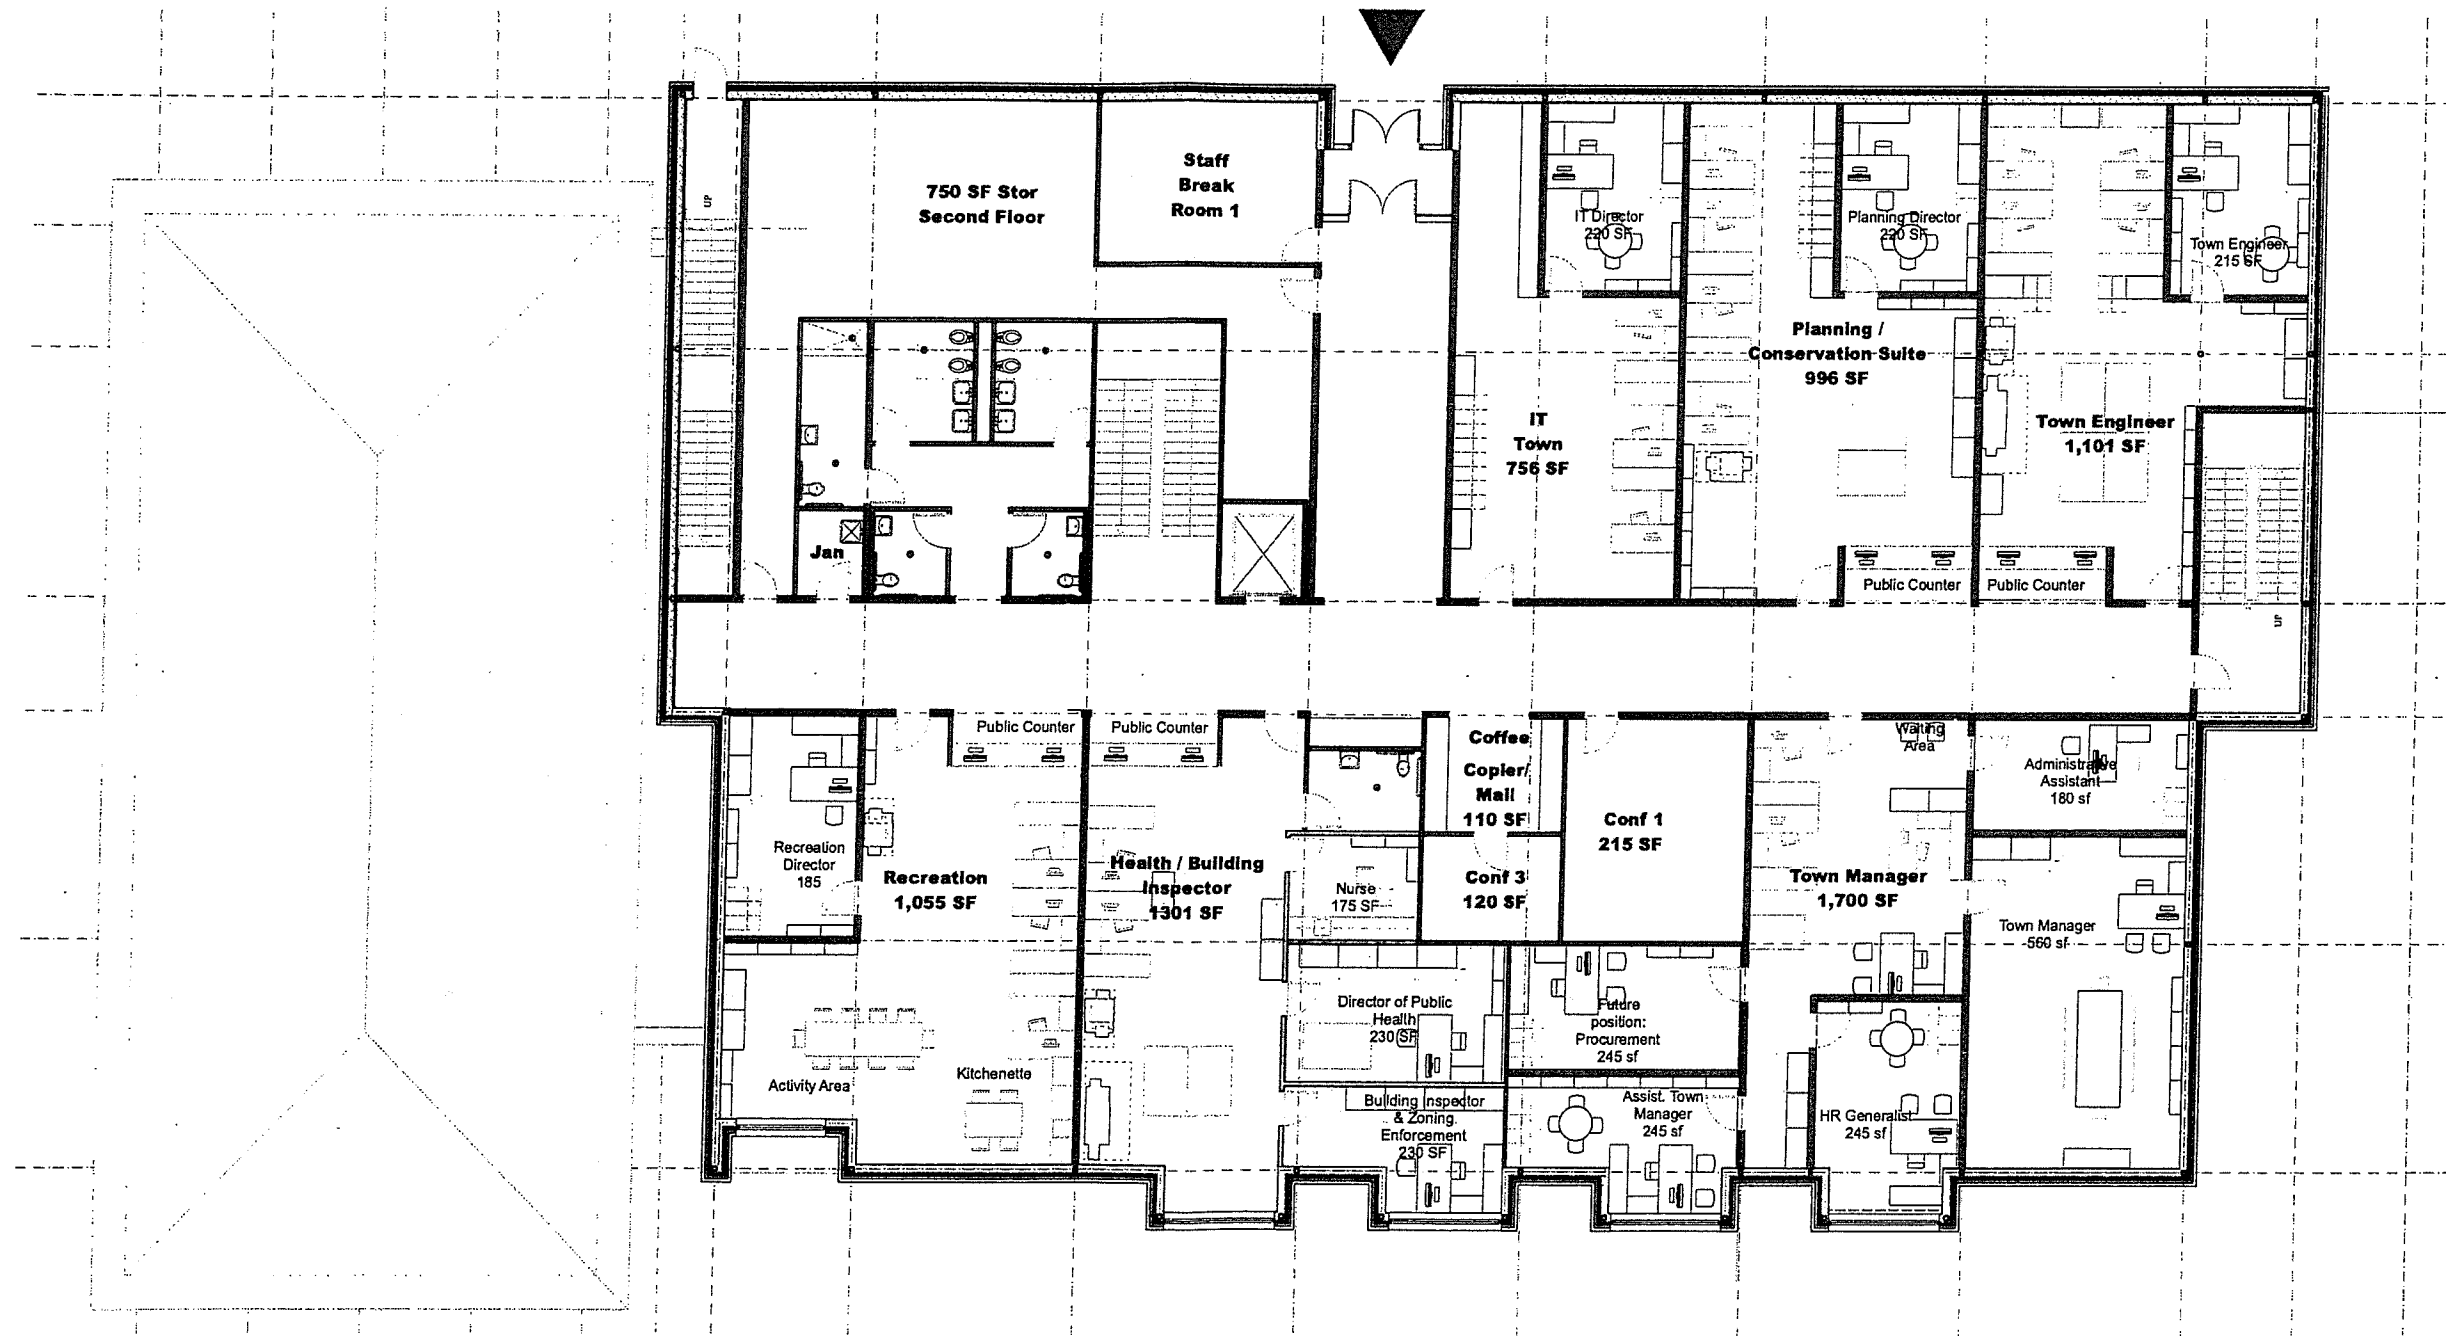 UP
750 SF Stor
Second Floor
Staff
Break
Room 1
IT Director
220 SF
Planning Director
220 SF
Town Engineer
215 SF
Planning /
Conservation Suite
996 SF
IT
Town
756 SF
Town Engineer
1,101 SF
Jan
Public Counter
Public Counter
Public Counter
Public Counter
Coffee
Copier/
Mail
110 SF
Conf 1
215 SF
Waiting
Area
Administrative
Assistant
180 sf
Recreation
Director
185
Recreation
1,055 SF
Health / Building
Inspector
1301 SF
Nurse
175 SF
Conf 3
120 SF
Town Manager
1,700 SF
Town Manager
560 sf
Director of Public
Health
230 SF
Future
position:
Procurement
245 sf
Activity Area
Kitchenette
Building Inspector
& Zoning
Enforcement
230 SF
Assist. Town
Manager
245 sf
HR Generalist
245 sf